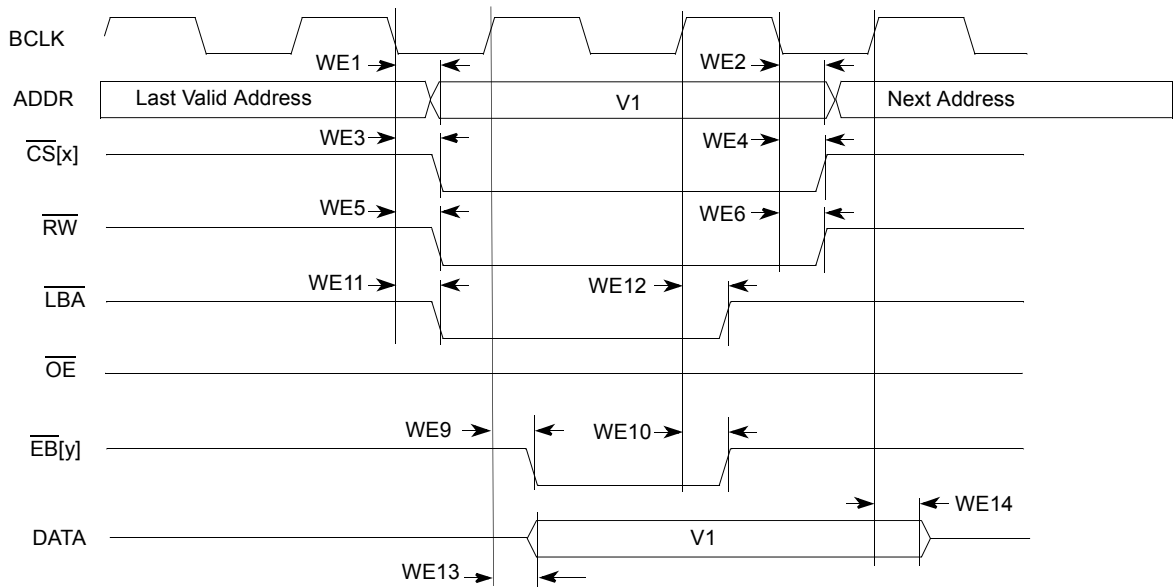 BCLK
WE1
WE2
ADDR
Last Valid Address
V1
Next Address
WE3
WE4
CS[x]
WE5
WE6
RW
WE11
WE12
LBA
OE
WE9
WE10
EB[y]
WE14
DATA
V1
WE13